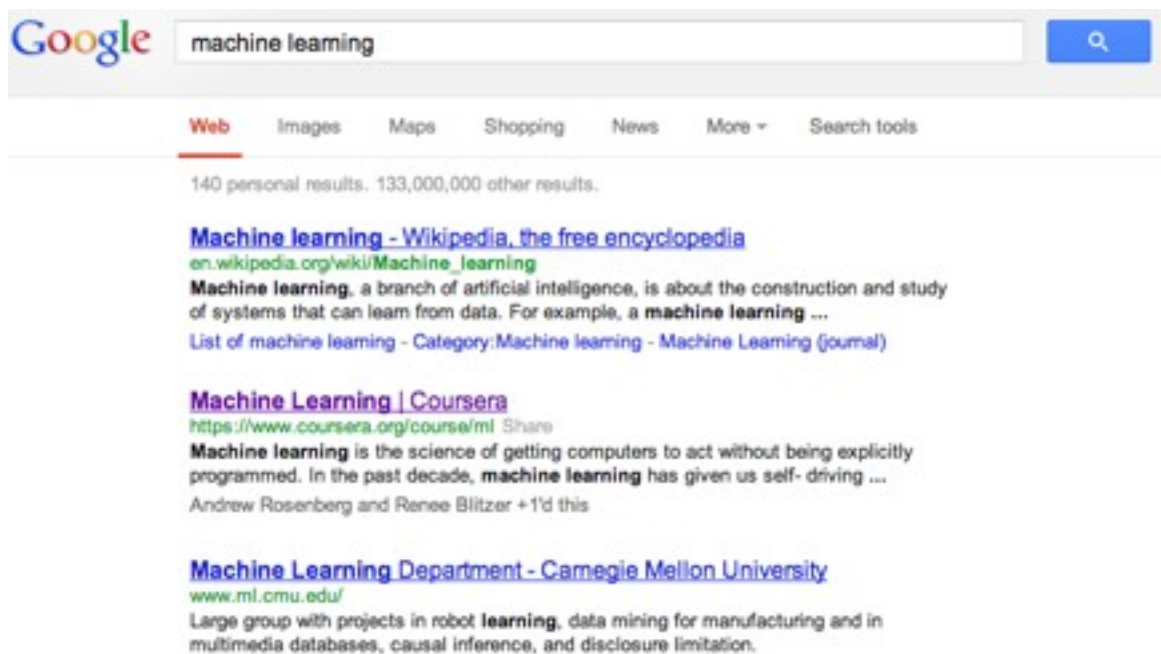 Google machine learning
Web Images Maps Shopping News More Search tools
140 personal results. 133,000,000 other results.
Machine learning - Wikipedia, the free encyclopedia
en.wikipedia.org/wiki/Machine_learning
Machine learning, a branch of artificial intelligence, is about the construction and study
of systems that can learn from data. For example, a machine learning ...
List of machine learning - Category:Machine learning - Machine Learning (journal)
Machine Learning | Coursera
https://www.coursera.org/course/ml Share
Machine learning is the science of getting computers to act without being explicitly
programmed. In the past decade, machine learning has given us self- driving ...
Andrew Rosenberg and Renee Blitzer +1'd this
Machine Learning Department - Carnegie Mellon University
www.ml.cmu.edu/
Large group with projects in robot learning, data mining for manufacturing and in
multimedia databases, causal inference, and disclosure limitation.